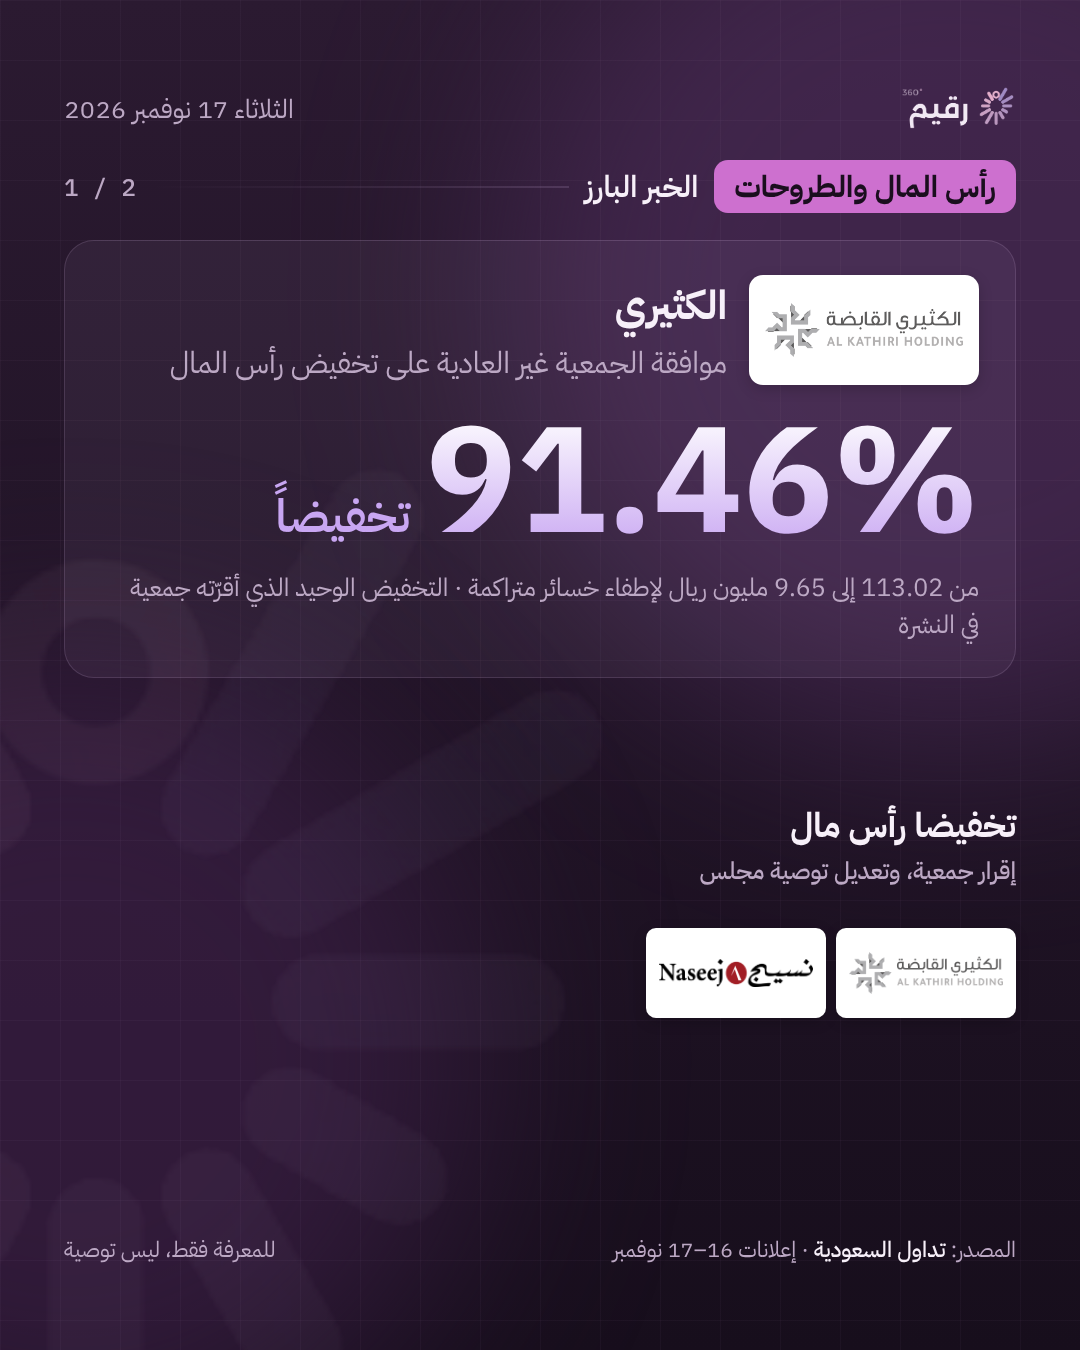 رقيم 360°
الثلاثاء 17 نوفمبر 2026
رأس المال والطروحات
الخبر البارز
1 / 2
الكثيري القابضة
AL KATHIRI HOLDING
الكثيري
موافقة الجمعية غير العادية على تخفيض رأس المال
91.46% تخفيضاً
من 113.02 إلى 9.65 مليون ريال لإطفاء خسائر متراكمة · التخفيض الوحيد الذي أقرّته جمعية
في النشرة
تخفيضا رأس مال
إقرار جمعية، وتعديل توصية مجلس
الكثيري القابضة
AL KATHIRI HOLDING
نسيج Naseej
المصدر: تداول السعودية · إعلانات 16–17 نوفمبر
للمعرفة فقط، ليس توصية